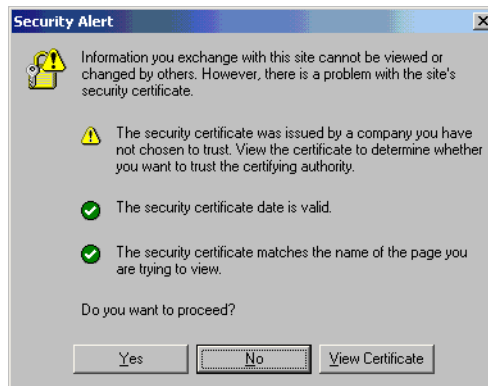 Security Alert
Information you exchange with this site cannot be viewed or
changed by others. However, there is a problem with the site's
security certificate.
The security certificate was issued by a company you have
not chosen to trust. View the certificate to determine whether
you want to trust the certifying authority.
The security certificate date is valid.
The security certificate matches the name of the page you
are trying to view.
Do you want to proceed?
Yes No View Certificate